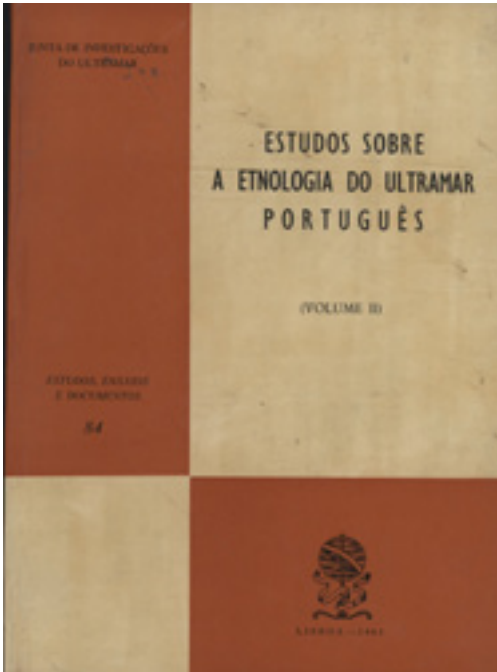 JUNTA DE INVESTIGAÇÕES
DO ULTRAMAR
ESTUDOS SOBRE
A ETNOLOGIA DO ULTRAMAR
PORTUGUÊS
(VOLUME II)
ESTUDOS, ENSAIOS
E DOCUMENTOS
84
LISBOA —